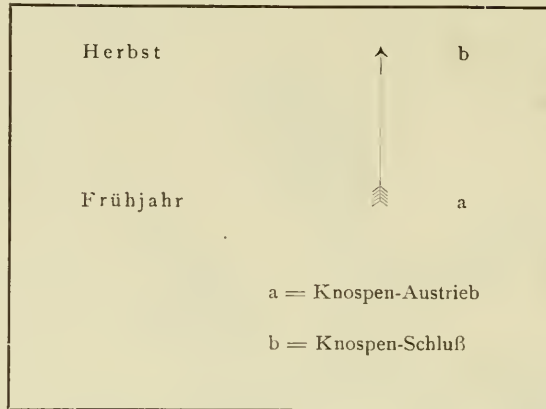 Herbst b
Frühjahr a
a = Knospen-Austrieb
b = Knospen-Schluß